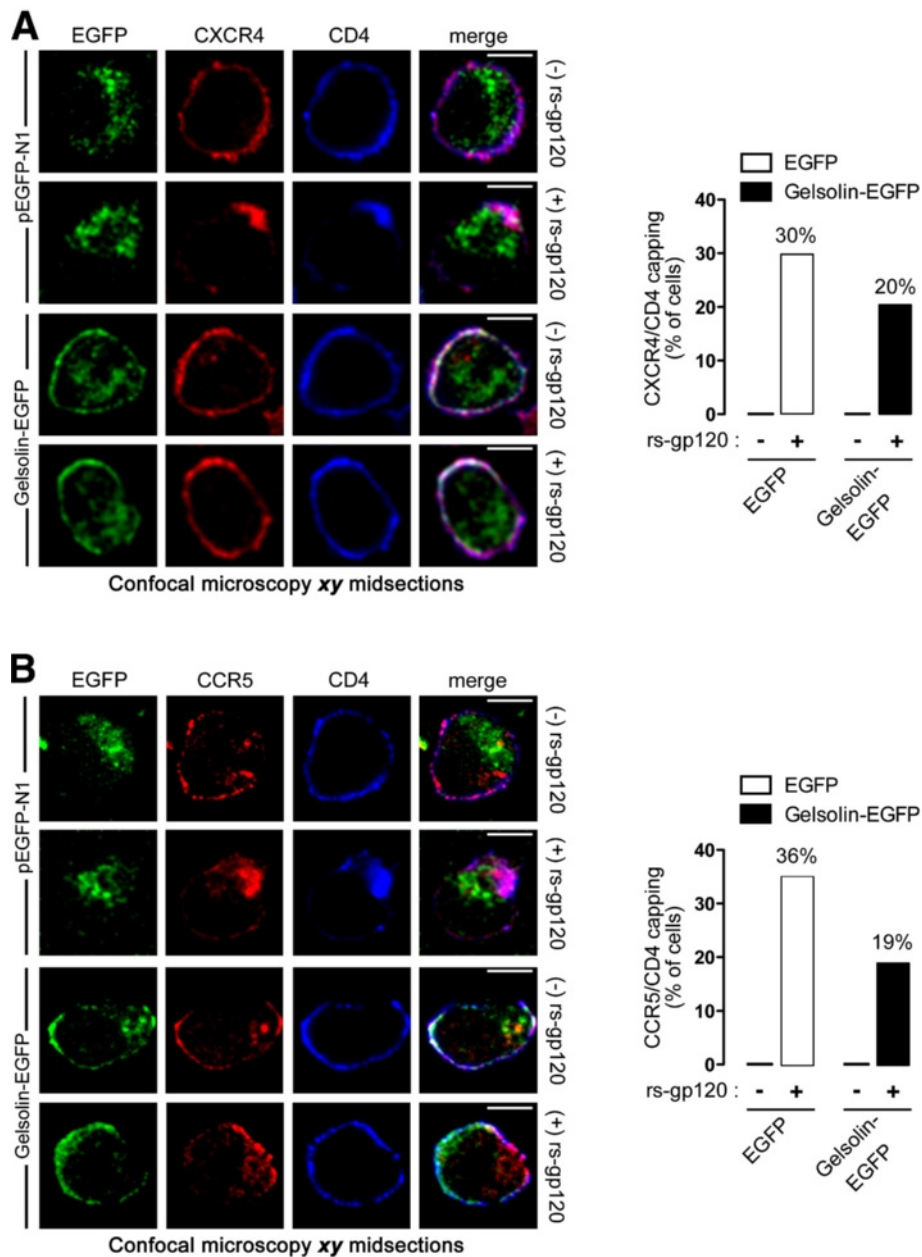 A
EGFP CXCR4 CD4 merge
pEGFP-N1
(-) rs-gp120
(+) rs-gp120
Gelsolin-EGFP
(-) rs-gp120
(+) rs-gp120
Confocal microscopy xy midsections
EGFP
Gelsolin-EGFP
CXCR4/CD4 capping
(% of cells)
40
30
20
10
0
30%
20%
rs-gp120 : - + - +
EGFP
Gelsolin-
EGFP
B
EGFP CCR5 CD4 merge
pEGFP-N1
(-) rs-gp120
(+) rs-gp120
Gelsolin-EGFP
(-) rs-gp120
(+) rs-gp120
Confocal microscopy xy midsections
EGFP
Gelsolin-EGFP
CCR5/CD4 capping
(% of cells)
40
30
20
10
0
36%
19%
rs-gp120 : - + - +
EGFP
Gelsolin-
EGFP